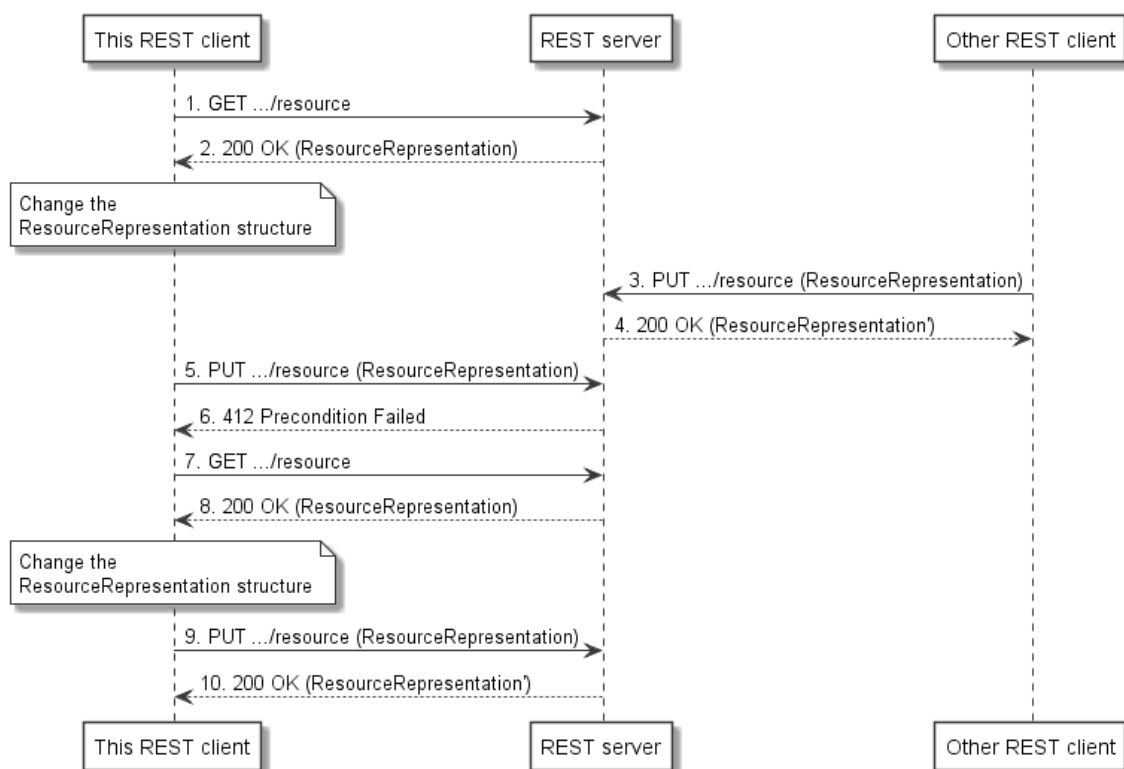 This REST client
REST server
Other REST client
1. GET .../resource
2. 200 OK (ResourceRepresentation)
Change the
ResourceRepresentation structure
3. PUT .../resource (ResourceRepresentation)
4. 200 OK (ResourceRepresentation')
5. PUT .../resource (ResourceRepresentation)
6. 412 Precondition Failed
7. GET .../resource
8. 200 OK (ResourceRepresentation)
Change the
ResourceRepresentation structure
9. PUT .../resource (ResourceRepresentation)
10. 200 OK (ResourceRepresentation')
This REST client
REST server
Other REST client